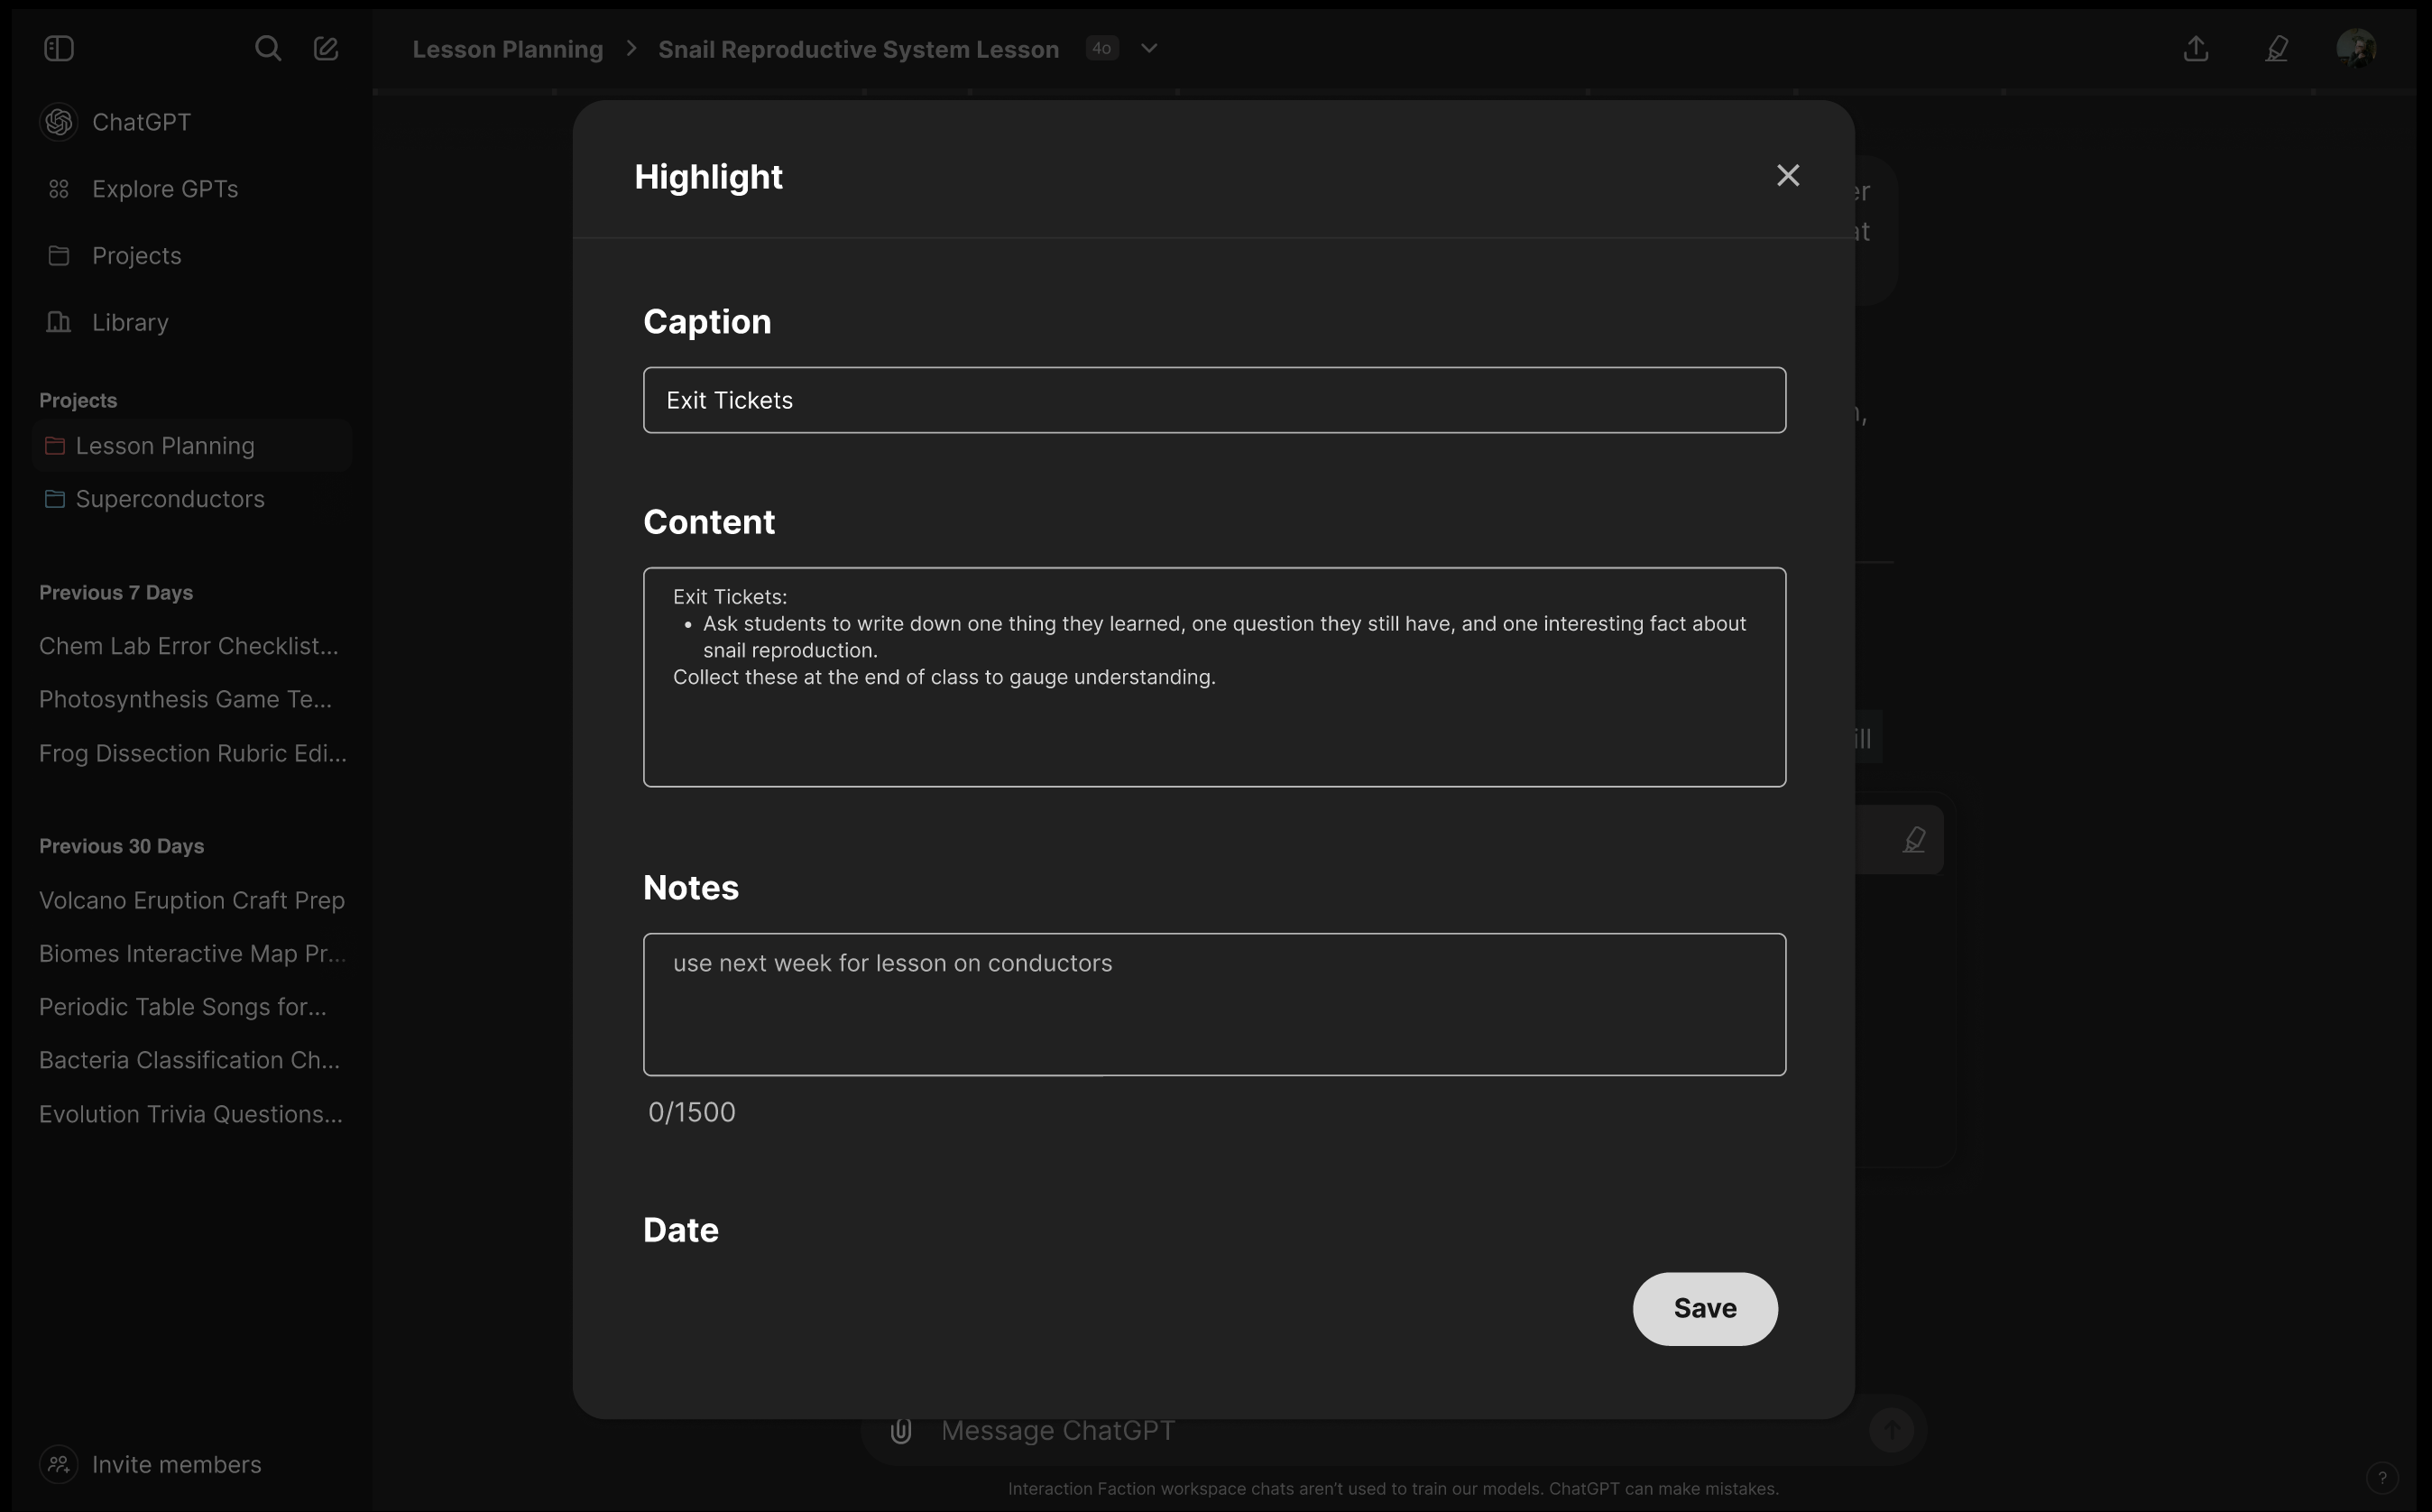 Lesson Planning > Snail Reproductive System Lesson 4o
ChatGPT
Explore GPTs
Projects
Library
Projects
Lesson Planning
Superconductors
Previous 7 Days
Chem Lab Error Checklist...
Photosynthesis Game Te...
Frog Dissection Rubric Edi...
Previous 30 Days
Volcano Eruption Craft Prep
Biomes Interactive Map Pr...
Periodic Table Songs for...
Bacteria Classification Ch...
Evolution Trivia Questions...
Invite members
Highlight
Caption
Exit Tickets
Content
Exit Tickets:
• Ask students to write down one thing they learned, one question they still have, and one interesting fact about
snail reproduction.
Collect these at the end of class to gauge understanding.
Notes
use next week for lesson on conductors
0/1500
Date
Save
at
Message ChatGPT
Interaction Faction workspace chats aren't used to train our models. ChatGPT can make mistakes.
?